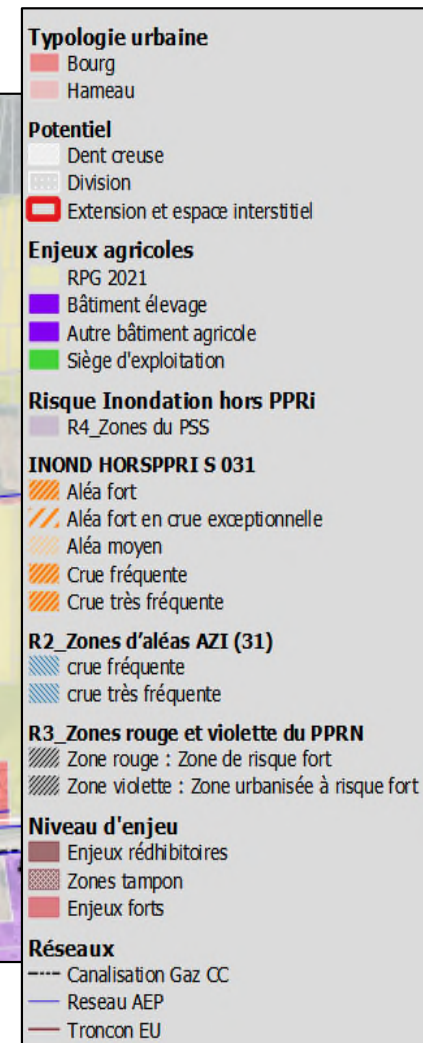 Typologie urbaine
Bourg
Hameau
Potentiel
Dent creuse
Division
Extension et espace interstitiel
Enjeux agricoles
RPG 2021
Bâtiment élevage
Autre bâtiment agricole
Siège d'exploitation
Risque Inondation hors PPRi
R4_Zones du PSS
INOND HORSPPRI S 031
Aléa fort
Aléa fort en crue exceptionnelle
Aléa moyen
Crue fréquente
Crue très fréquente
R2_Zones d'aléas AZI (31)
crue fréquente
crue très fréquente
R3_Zones rouge et violette du PPRN
Zone rouge : Zone de risque fort
Zone violette : Zone urbanisée à risque fort
Niveau d'enjeu
Enjeux rédhibitoires
Zones tampon
Enjeux forts
Réseaux
Canalisation Gaz CC
Reseau AEP
Troncon EU